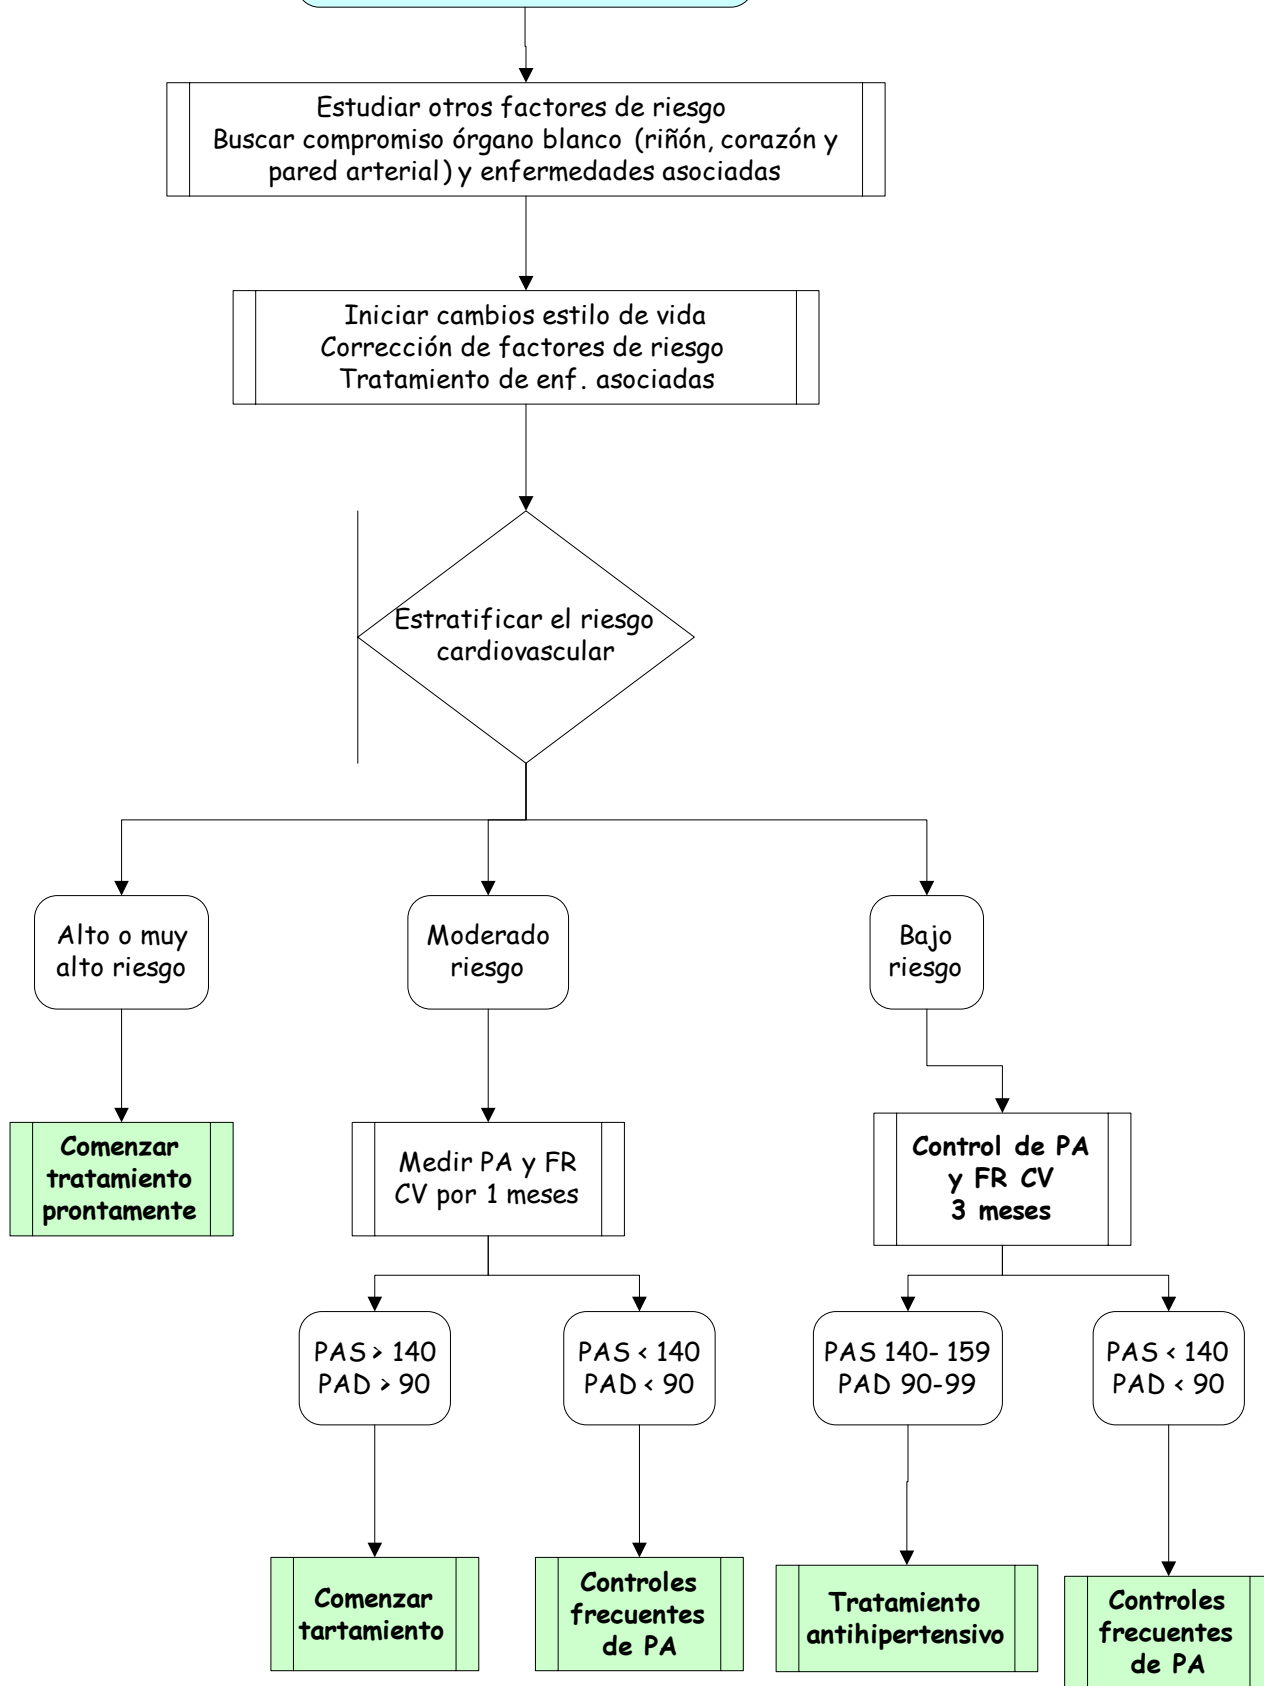 Estudiar otros factores de riesgo
Buscar compromiso órgano blanco (riñón, corazón y
pared arterial) y enfermedades asociadas
Iniciar cambios estilo de vida
Corrección de factores de riesgo
Tratamiento de enf. asociadas
Estratificar el riesgo
cardiovascular
Alto o muy
alto riesgo
Moderado
riesgo
Bajo
riesgo
Comenzar
tratamiento
prontamente
Medir PA y FR
CV por 1 meses
Control de PA
y FR CV
3 meses
PAS > 140
PAD > 90
PAS < 140
PAD < 90
PAS 140- 159
PAD 90-99
PAS < 140
PAD < 90
Comenzar
tartamiento
Controles
frecuentes
de PA
Tratamiento
antihipertensivo
Controles
frecuentes
de PA